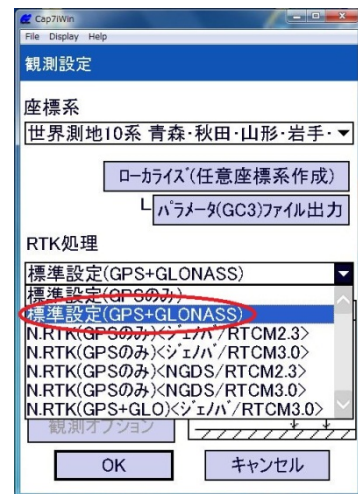 Cap7iWin
File Display Help
観測設定
座標系
世界測地10系 青森・秋田・山形・岩手・
ローカライズ(任意座標系作成)
パラメータ(GC3)ファイル出力
RTK処理
標準設定(GPS+GLONASS)
標準設定(GPSのみ)
標準設定(GPS+GLONASS)
N.RTK(GPSのみ)<ジェノバ/RTCM2.3>
N.RTK(GPSのみ)<ジェノバ/RTCM3.0>
N.RTK(GPSのみ)<NGDS/RTCM2.3>
N.RTK(GPSのみ)<NGDS/RTCM3.0>
N.RTK(GPS+GLO)<ジェノバ/RTCM3.0>
観測オプション
OK キャンセル